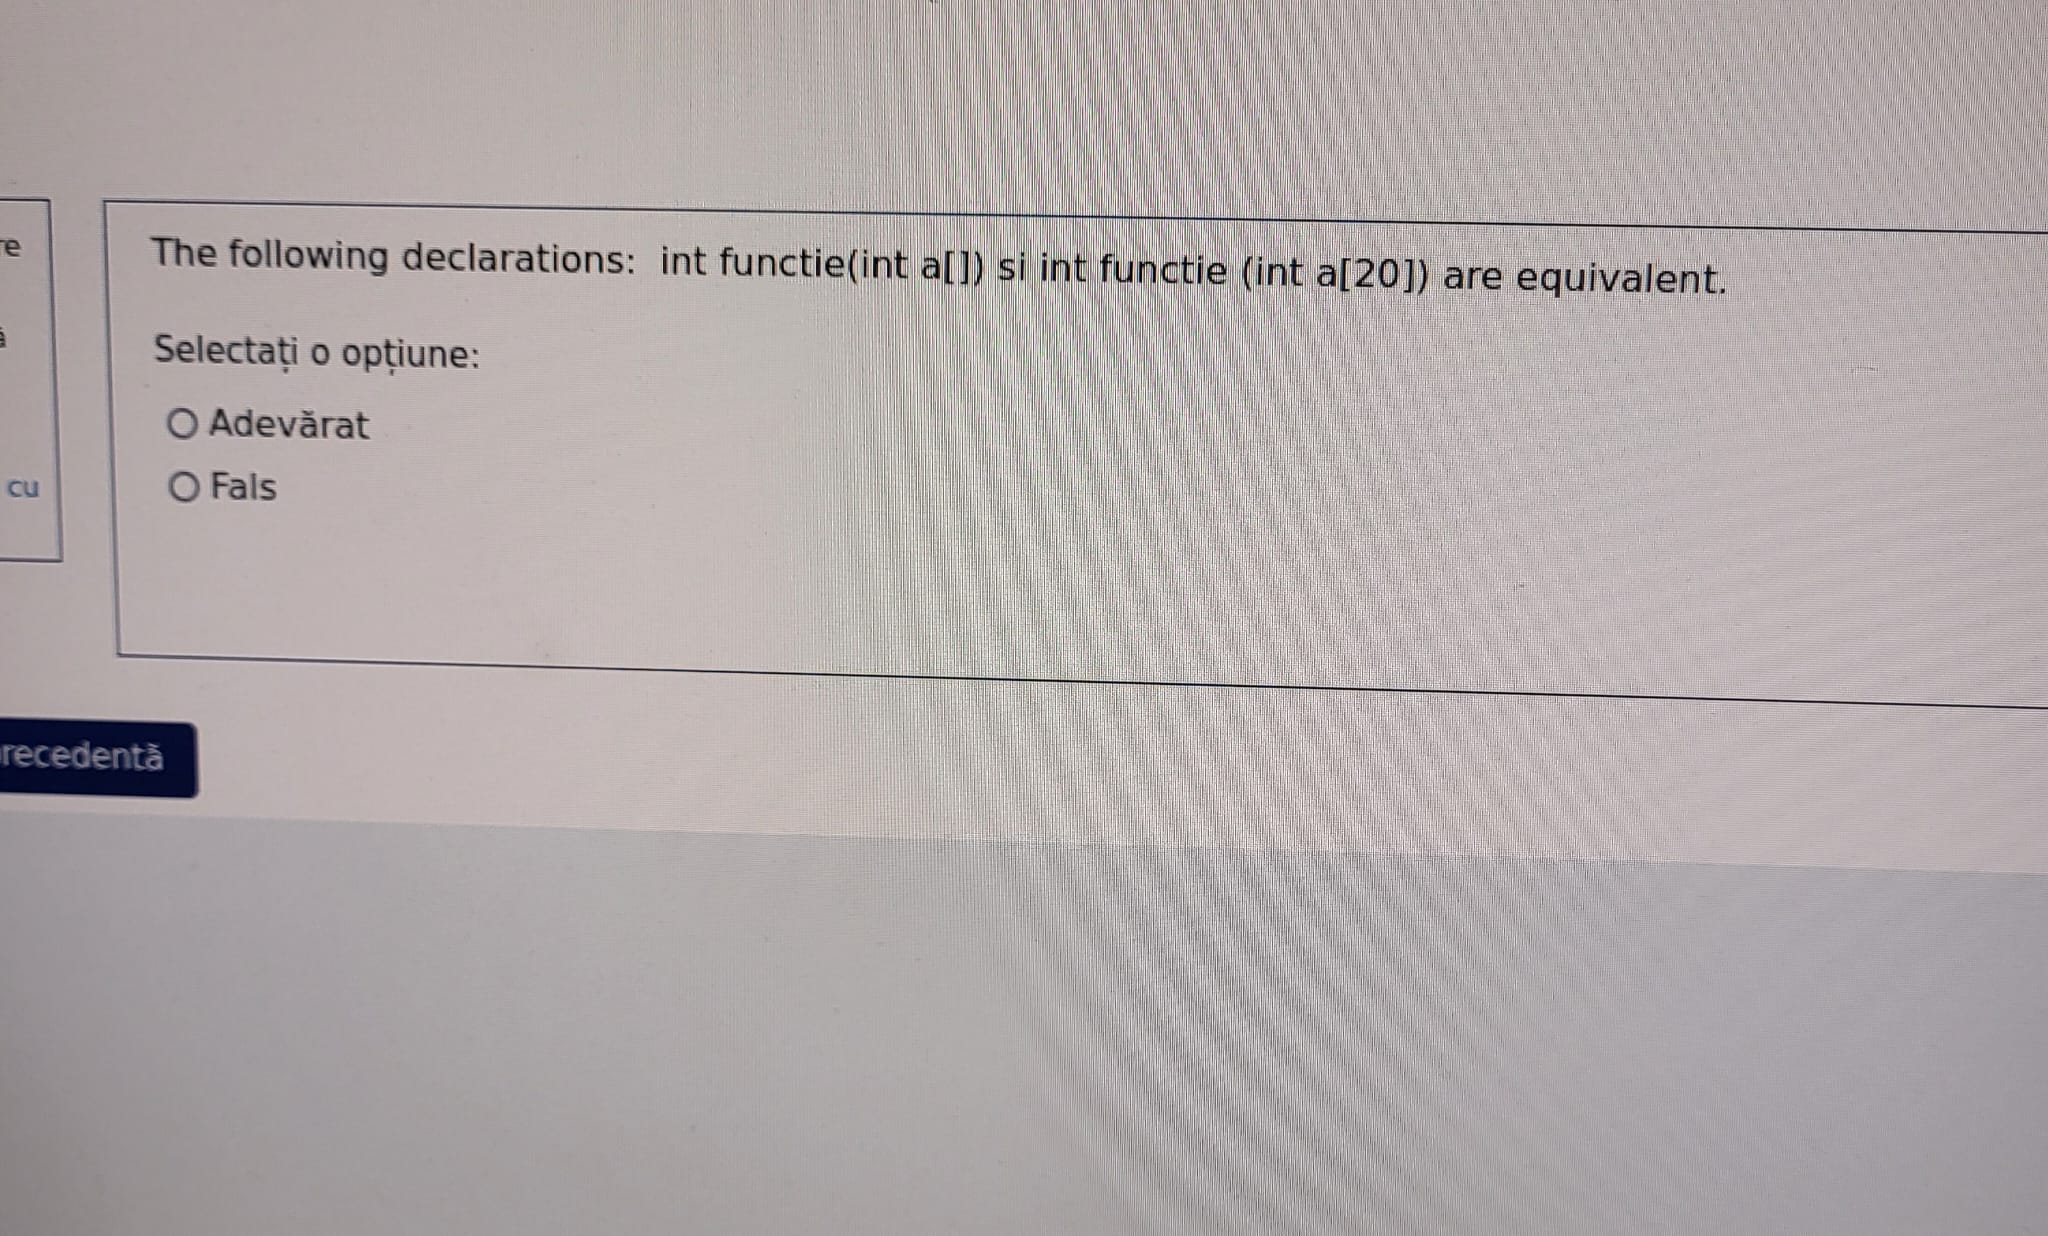 re
The following declarations: int functie(int a[]) si int functie (int a[20]) are equivalent.
Selectați o opțiune:
Adevărat
Fals
cu
recedentă